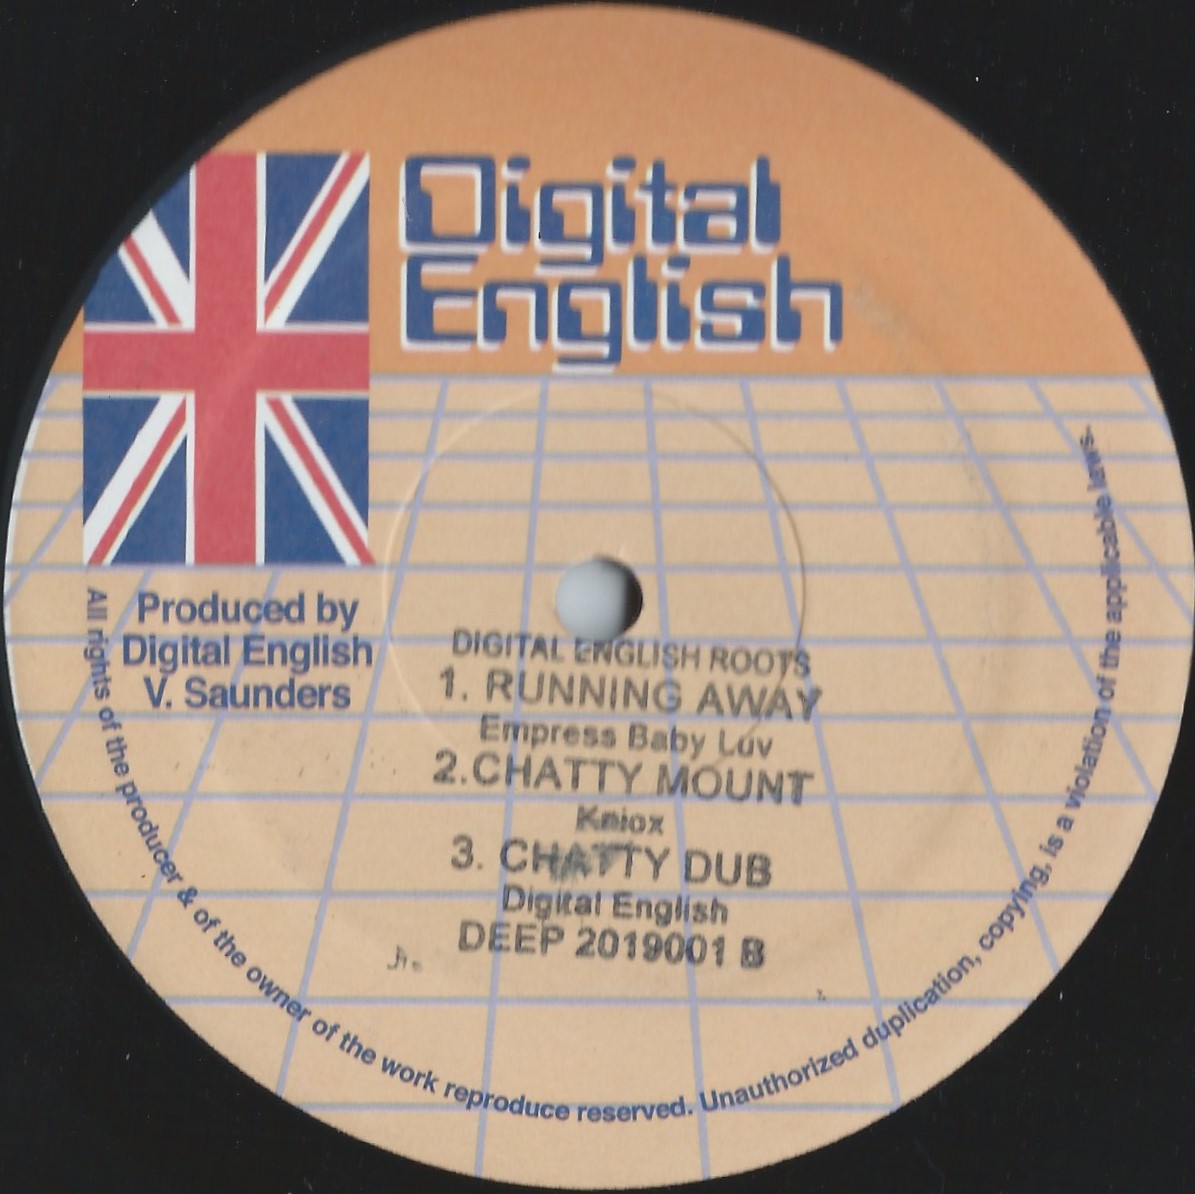 Digital
English
Produced by
Digital English
V. Saunders
DIGITAL ENGLISH ROOTS
1. RUNNING AWAY
Empress Baby Luv
2.CHATTY MOUNT
Kniox
3. CHATTY DUB
Digital English
DEEP 2019001 B
All rights of the producer & of the owner of the work reproduce reserved. Unauthorized duplication, copying, is a violation of the applicable laws-